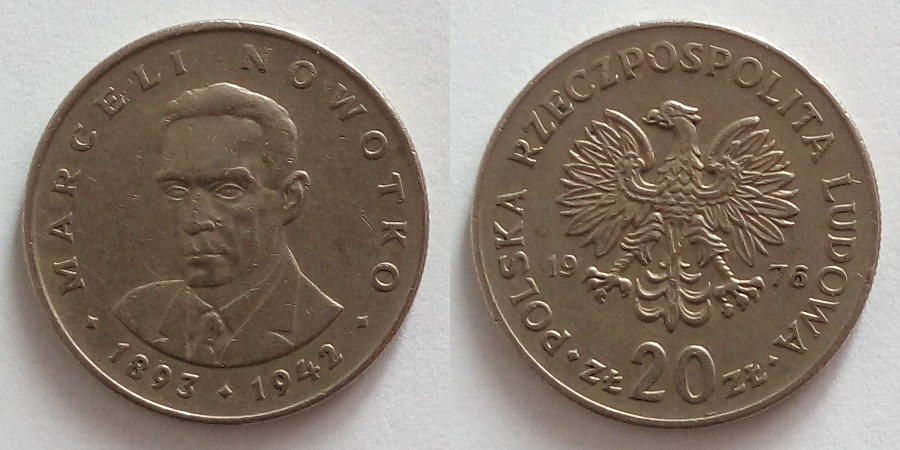 MARCELI NOWOTKO
1893 ♦ 1942
POLSKA RZECZPOSPOLITA LUDOWA
19 76
ZŁ 20 ZŁ